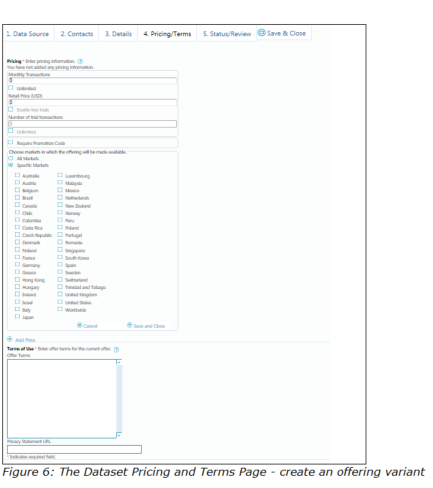 1. Data Source 2. Contacts 3. Details 4. Pricing/Terms 5. Status/Review Save & Close
Pricing * Enter pricing information. ?
You have not added any pricing information.
Monthly Transactions
0
Unlimited
Retail Price (USD)
0
Enable free trials
Number of trial transactions
0
Unlimited
Require Promotion Code
Choose markets in which the offering will be made available.
All Markets
Specific Markets
Australia Luxembourg
Austria Malaysia
Belgium Mexico
Brazil Netherlands
Canada New Zealand
Chile Norway
Colombia Peru
Costa Rica Poland
Czech Republic Portugal
Denmark Romania
Finland Singapore
France South Korea
Germany Spain
Greece Sweden
Hong Kong Switzerland
Hungary Trinidad and Tobago
Ireland United Kingdom
Israel United States
Italy Worldwide
Japan
Cancel Save and Close
Add Price
Terms of Use * Enter offer terms for the current offer. ?
Offer Terms
Privacy Statement URL
* Indicates required field.
Figure 6: The Dataset Pricing and Terms Page - create an offering variant